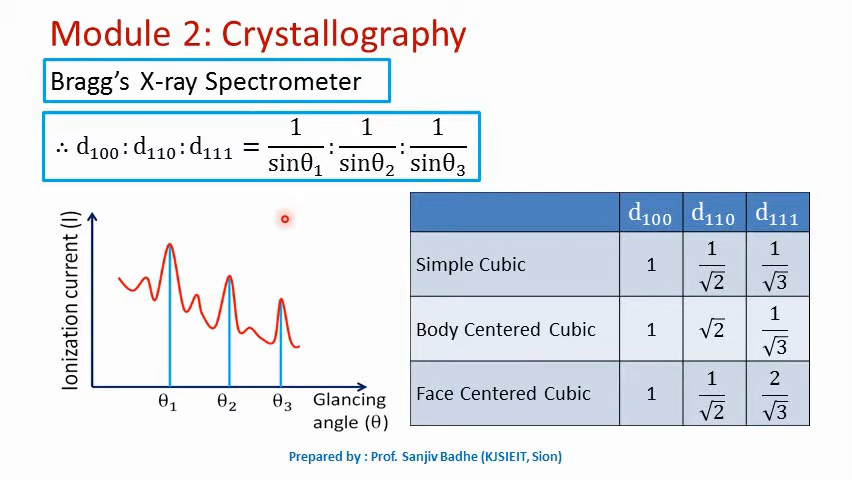 Module 2: Crystallography
Bragg's X-ray Spectrometer
∴ d₁₀₀ : d₁₁₀ : d₁₁₁ = 1/sinθ₁ : 1/sinθ₂ : 1/sinθ₃
Ionization current (I)
θ₁ θ₂ θ₃ Glancing
angle (θ)
d₁₀₀ d₁₁₀ d₁₁₁
Simple Cubic 1 1/√2 1/√3
Body Centered Cubic 1 √2 1/√3
Face Centered Cubic 1 1/√2 2/√3
Prepared by : Prof. Sanjiv Badhe (KJSIEIT, Sion)